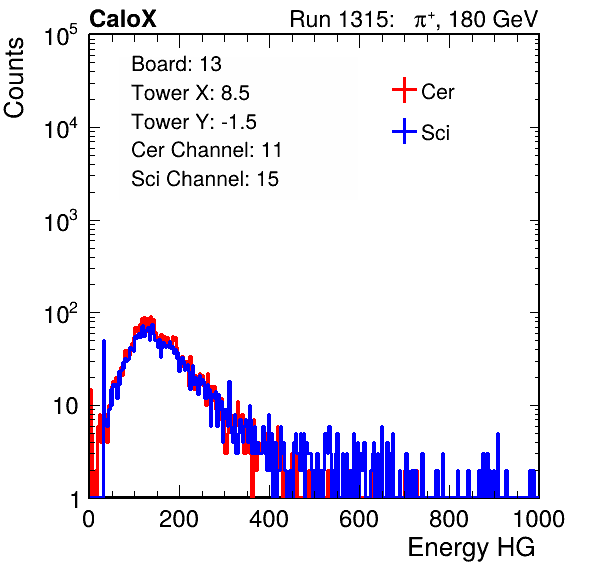 CaloX Run 1315: π⁺, 180 GeV
Counts
10⁵
10⁴
10³
10²
10
1
Board: 13
Tower X: 8.5
Tower Y: -1.5
Cer Channel: 11
Sci Channel: 15
Cer
Sci
0 200 400 600 800 1000
Energy HG